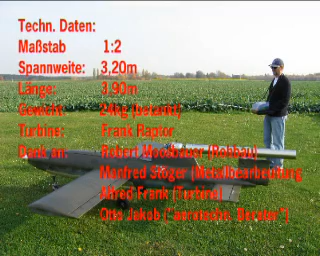 Techn. Daten:
Maßstab 1:2
Spannweite: 3,20m
Länge: 3,90m
Gewicht: 24kg (betankt)
Turbine: Frank Raptor
Dank an: Robert Moosbauer (Rohbau)
Manfred Stöger (Metallbearbeitung
Alfred Frank (Turbine)
Otto Jakob ("aerotechn. Berater")